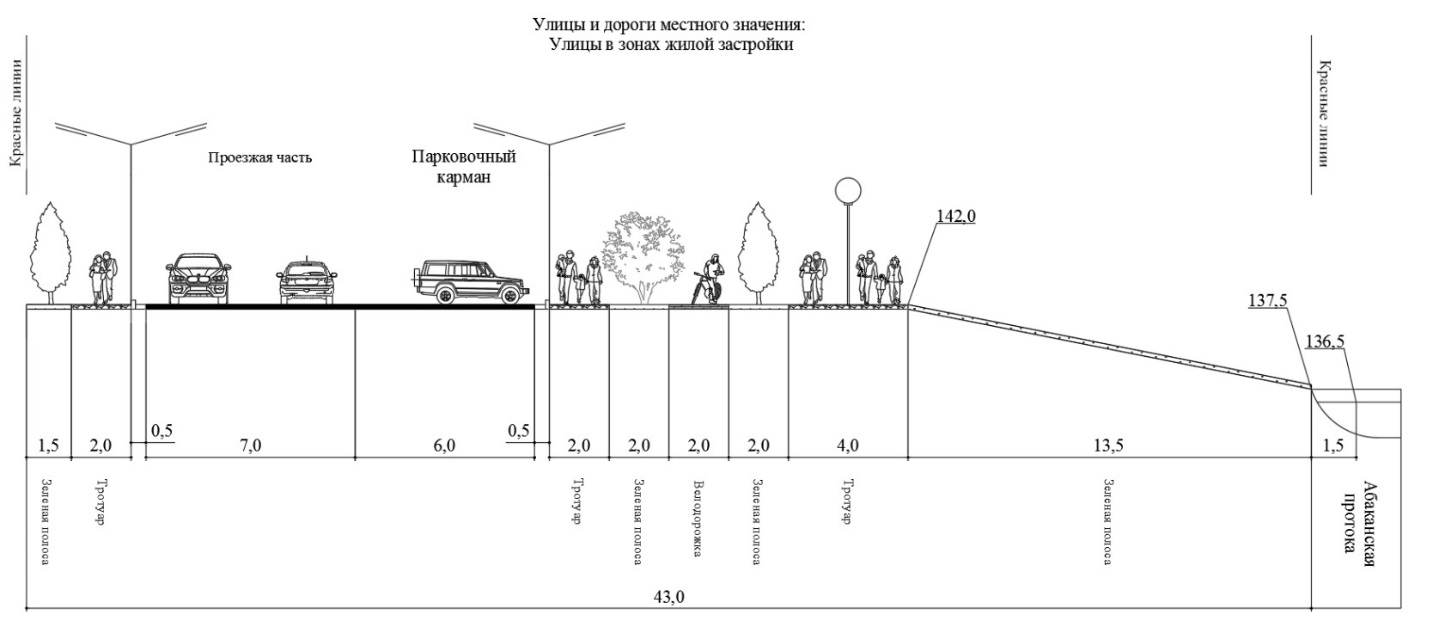 Улицы и дороги местного значения:
Улицы в зонах жилой застройки
Красные линии
Красные линии
Проезжая часть
Парковочный
карман
142,0
137,5
136,5
1,5
2,0
0,5
7,0
6,0
0,5
2,0
2,0
2,0
2,0
4,0
13,5
1,5
Зеленая полоса
Тротуар
Тротуар
Зеленая полоса
Велодорожка
Зеленая полоса
Тротуар
Зеленая полоса
Абаканская
протока
43,0